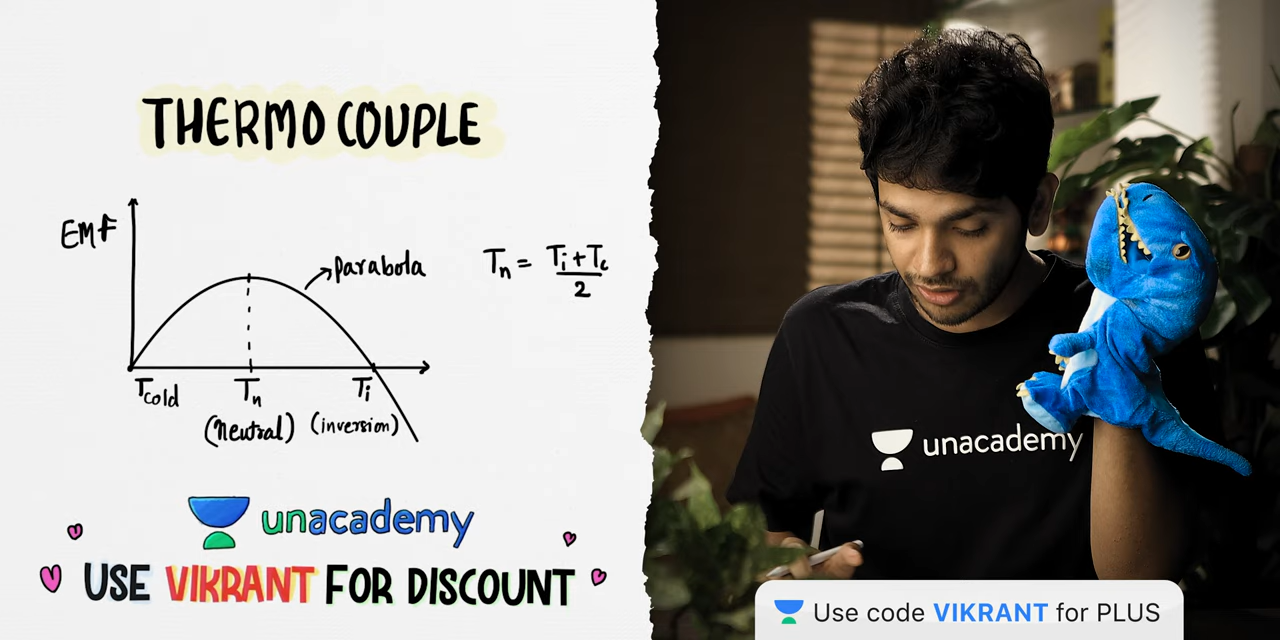 THERMO COUPLE
EMF
parabola
Tn = Ti + Tc / 2
Tcold Tn Ti
(Neutral) (inversion)
unacademy
USE VIKRANT FOR DISCOUNT
unacademy
Use code VIKRANT for PLUS